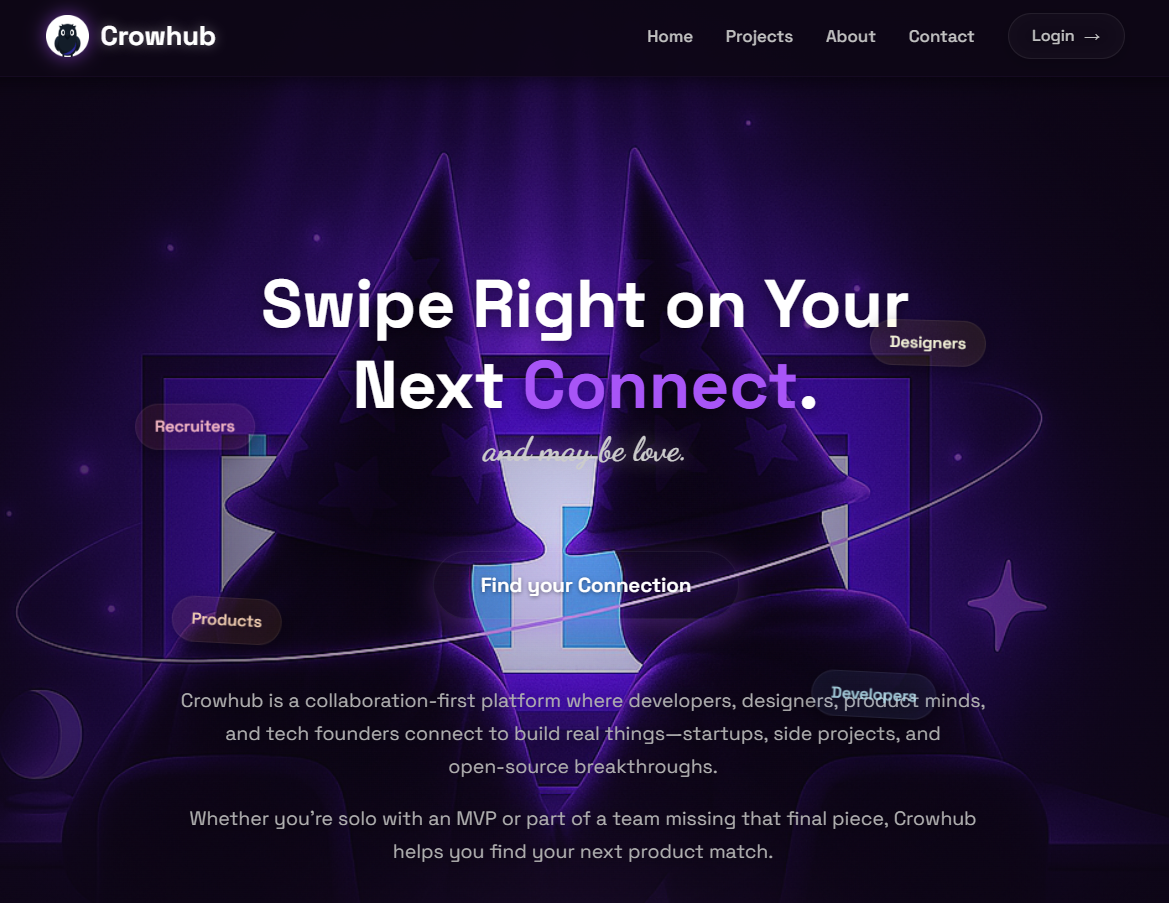 Crowhub
Home Projects About Contact Login →
Swipe Right on Your
Designers
Next Connect.
Recruiters
and may be love.
Find your Connection
Products
Developers
Crowhub is a collaboration-first platform where developers, designers, product minds,
and tech founders connect to build real things—startups, side projects, and
open-source breakthroughs.
Whether you’re solo with an MVP or part of a team missing that final piece, Crowhub
helps you find your next product match.